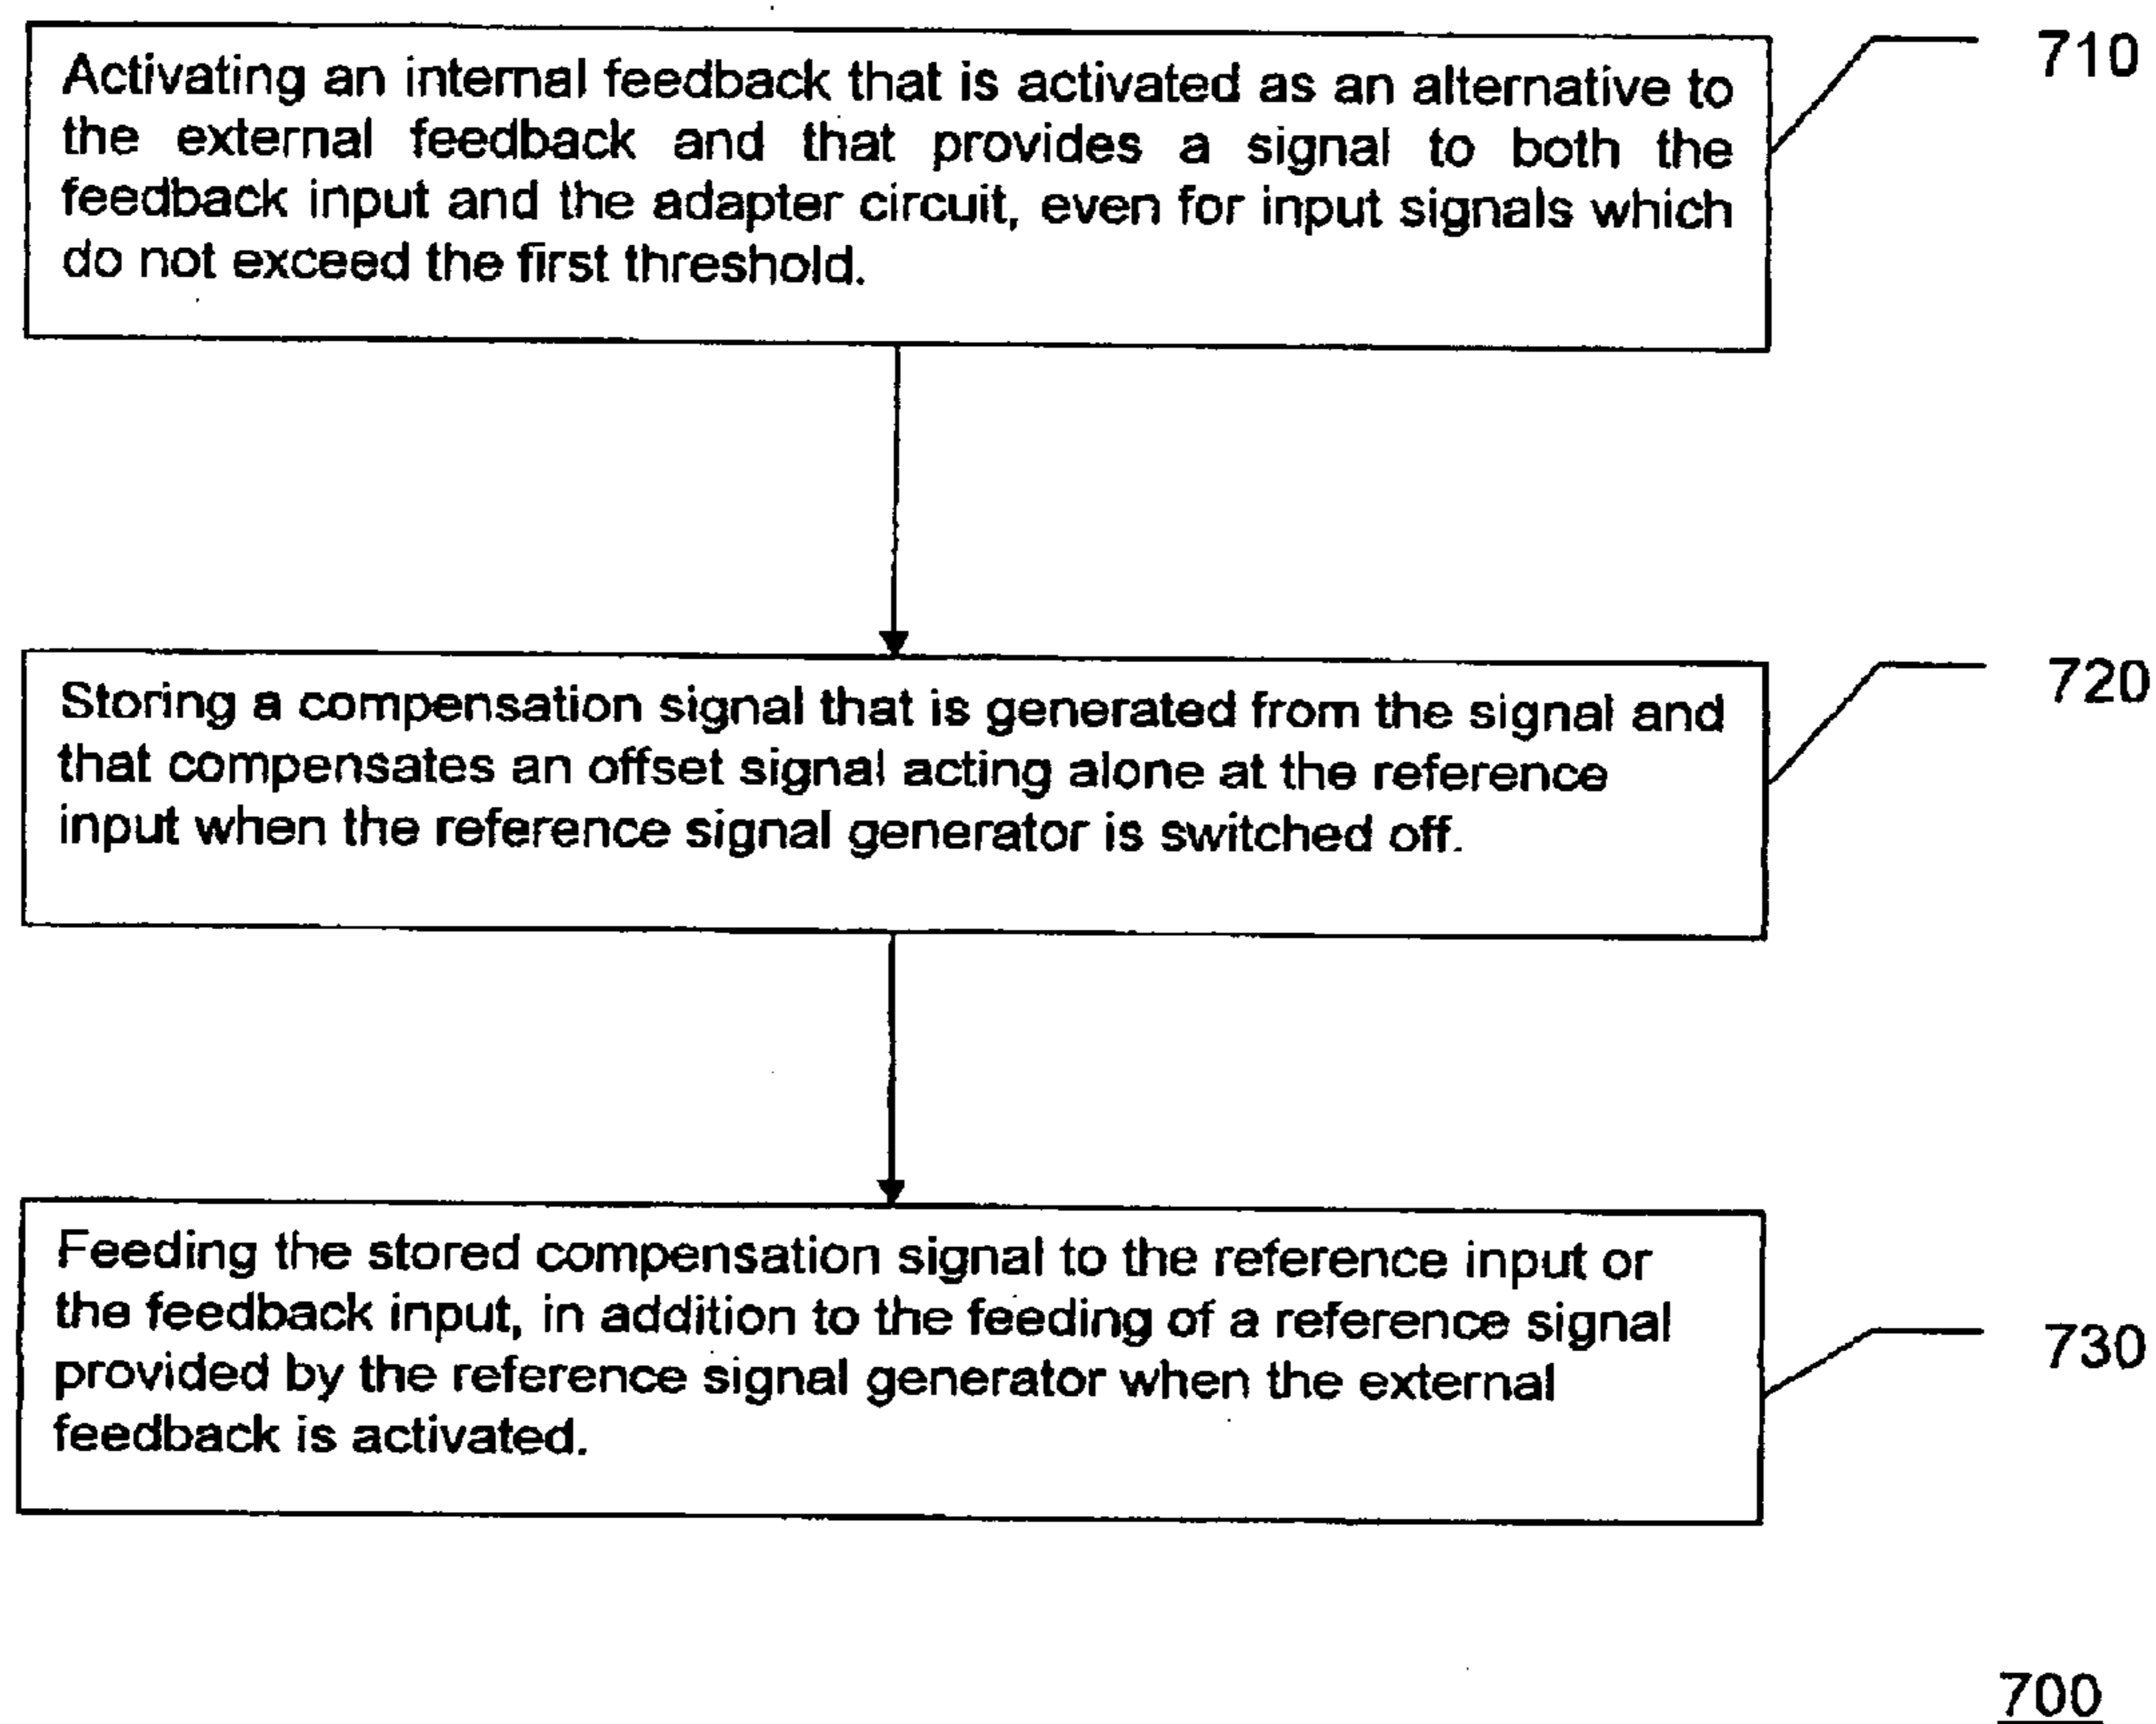 Activating an internal feedback that is activated as an alternative to
the external feedback and that provides a signal to both the
feedback input and the adapter circuit, even for input signals which
do not exceed the first threshold.
710
Storing a compensation signal that is generated from the signal and
that compensates an offset signal acting alone at the reference
input when the reference signal generator is switched off.
720
Feeding the stored compensation signal to the reference input or
the feedback input, in addition to the feeding of a reference signal
provided by the reference signal generator when the external
feedback is activated.
730
700